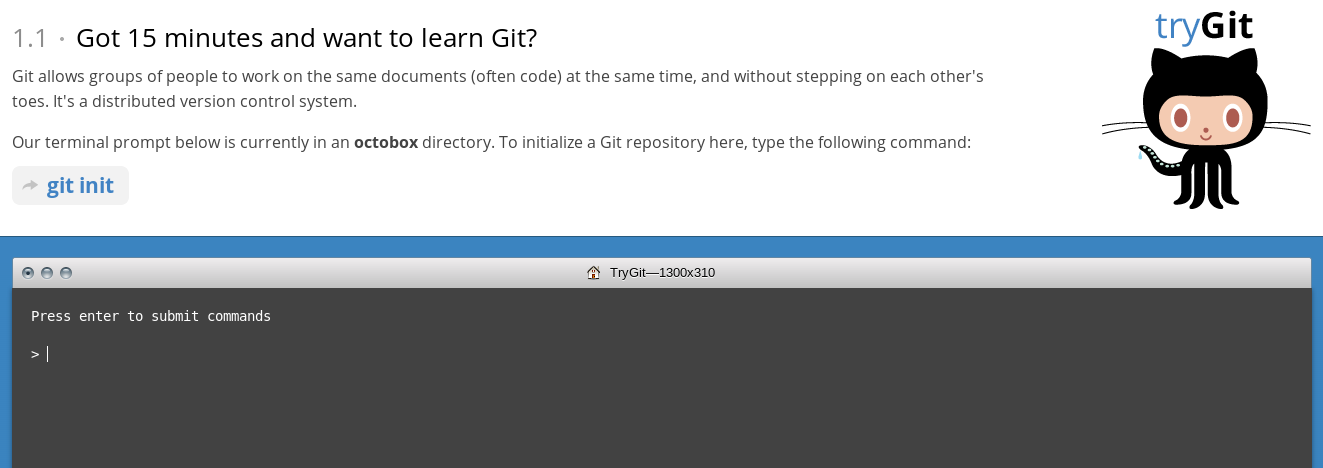 tryGit
1.1 · Got 15 minutes and want to learn Git?
Git allows groups of people to work on the same documents (often code) at the same time, and without stepping on each other's
toes. It's a distributed version control system.
Our terminal prompt below is currently in an octobox directory. To initialize a Git repository here, type the following command:
git init
TryGit—1300x310
Press enter to submit commands
>